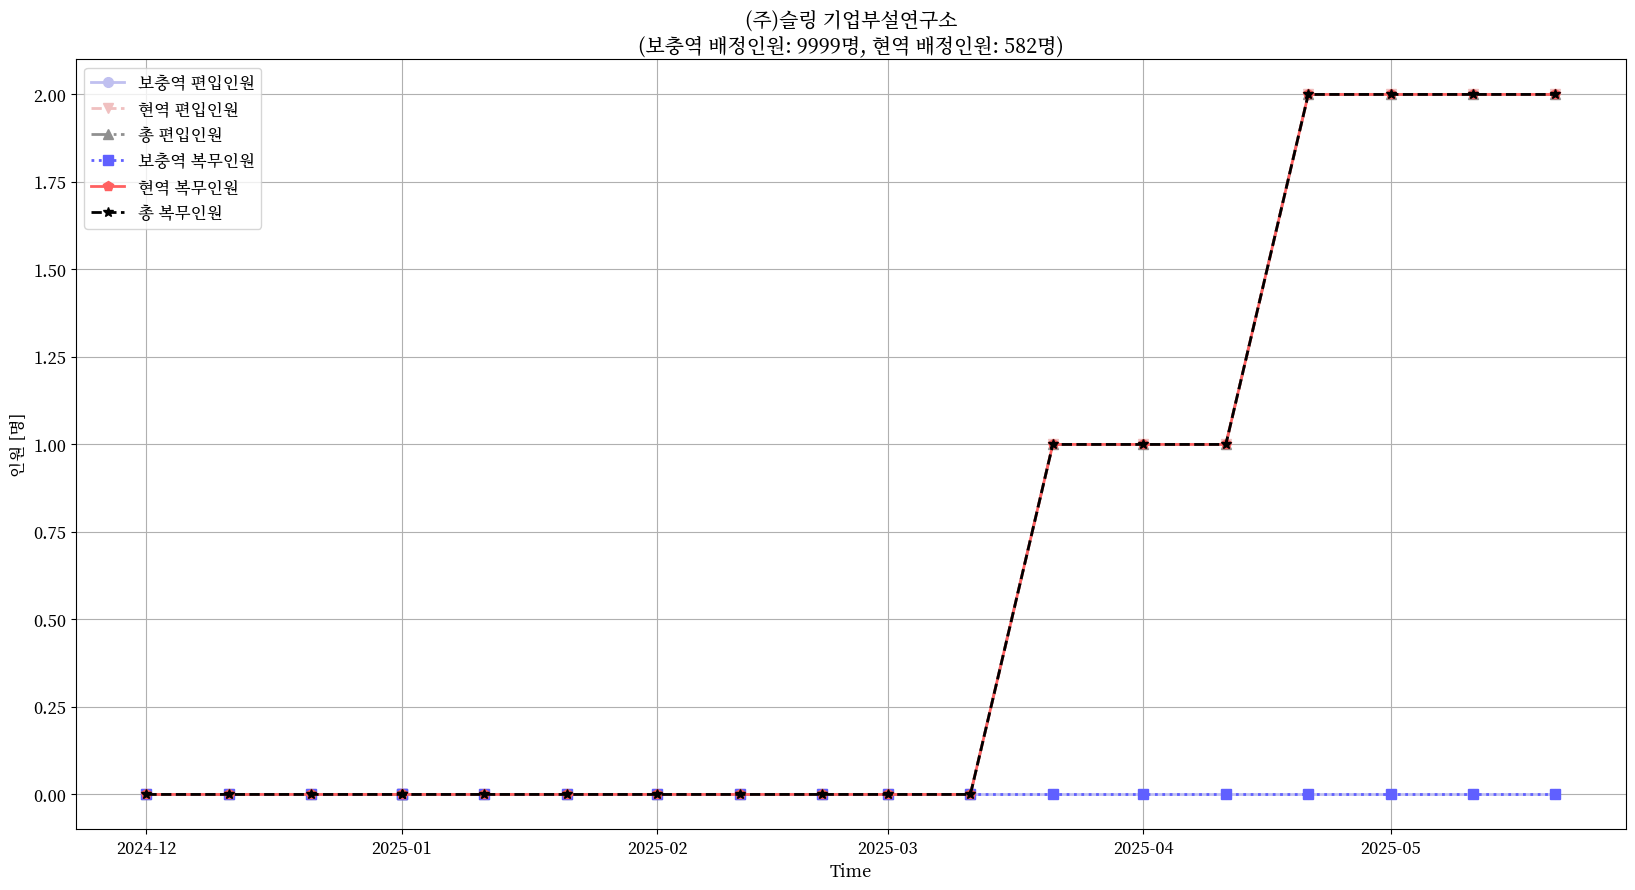 (주)슬링 기업부설연구소
(보충역 배정인원: 9999명, 현역 배정인원: 582명)
보충역 편입인원
현역 편입인원
총 편입인원
보충역 복무인원
현역 복무인원
총 복무인원
2.00
1.75
1.50
1.25
1.00
0.75
0.50
0.25
0.00
인원 [명]
2024-12 2025-01 2025-02 2025-03 2025-04 2025-05
Time